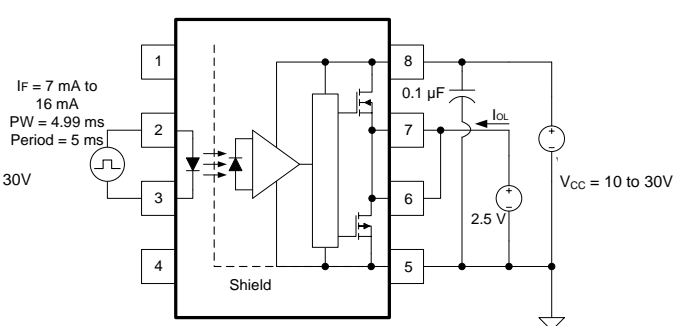 1
8
IF = 7 mA to
16 mA
PW = 4.99 ms
Period = 5 ms
0.1 µF
IOL
2
7
30V
VCC = 10 to 30V
3
6
2.5 V
4
5
Shield